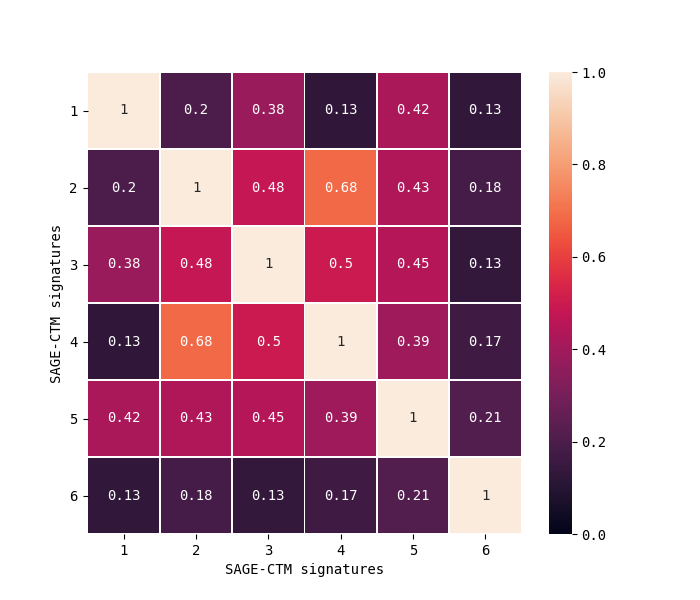 1 1 0.2 0.38 0.13 0.42 0.13 1.0
0.8
2 0.2 1 0.48 0.68 0.43 0.18
3 0.38 0.48 1 0.5 0.45 0.13
0.6
SAGE-CTM signatures
4 0.13 0.68 0.5 1 0.39 0.17
0.4
5 0.42 0.43 0.45 0.39 1 0.21
0.2
6 0.13 0.18 0.13 0.17 0.21 1
0.0
1 2 3 4 5 6
SAGE-CTM signatures